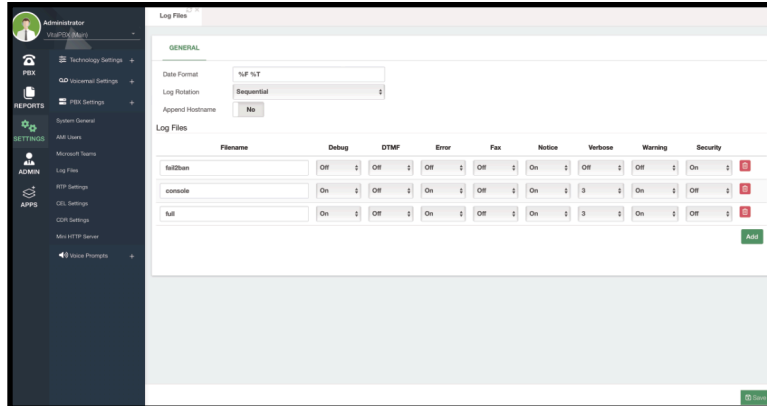 Administrator
VitalPBX (Main)
PBX
REPORTS
SETTINGS
ADMIN
APPS
Technology Settings +
Voicemail Settings +
PBX Settings +
System General
AMI Users
Microsoft Teams
Log Files
RTP Settings
CEL Settings
CDR Settings
Mini HTTP Server
Voice Prompts +
Log Files
GENERAL
Date Format %F %T
Log Rotation Sequential
Append Hostname No
Log Files
Filename Debug DTMF Error Fax Notice Verbose Warning Security
fail2ban Off Off Off Off On Off Off On
console On Off On Off On 3 On Off
full On Off On Off On 3 On Off
Add
Save